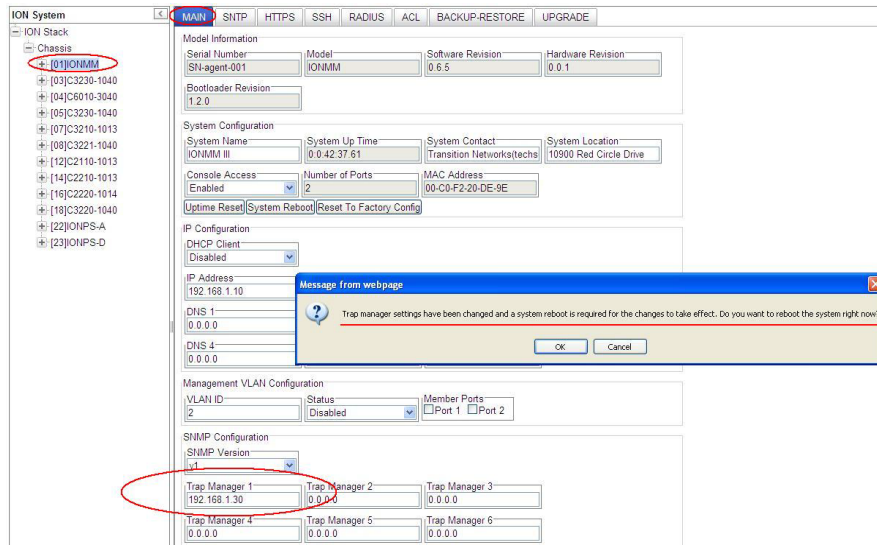 ION System
ION Stack
Chassis
[01]IONMM
[03]C3230-1040
[04]C6010-3040
[05]C3230-1040
[07]C3210-1013
[08]C3221-1040
[12]C2110-1013
[14]C2210-1013
[16]C2220-1014
[18]C3220-1040
[22]IONPS-A
[23]IONPS-D
MAIN SNTP HTTPS SSH RADIUS ACL BACKUP-RESTORE UPGRADE
Model Information
Serial Number Model Software Revision Hardware Revision
SN-agent-001 IONMM 0.6.5 0.0.1
Bootloader Revision
1.2.0
System Configuration
System Name System Up Time System Contact System Location
IONMM III 0:0:42:37.61 Transition Networks(techs 10900 Red Circle Drive
Console Access Number of Ports MAC Address
Enabled 2 00-C0-F2-20-DE-9E
Uptime Reset System Reboot Reset To Factory Config
IP Configuration
DHCP Client
Disabled
IP Address
192.168.1.10
DNS 1
0.0.0.0
DNS 4
0.0.0.0
Message from webpage
Trap manager settings have been changed and a system reboot is required for the changes to take effect. Do you want to reboot the system right now?
OK Cancel
Management VLAN Configuration
VLAN ID Status Member Ports
2 Disabled Port 1 Port 2
SNMP Configuration
SNMP Version
v1
Trap Manager 1 Trap Manager 2 Trap Manager 3
192.168.1.30 0.0.0.0 0.0.0.0
Trap Manager 4 Trap Manager 5 Trap Manager 6
0.0.0.0 0.0.0.0 0.0.0.0